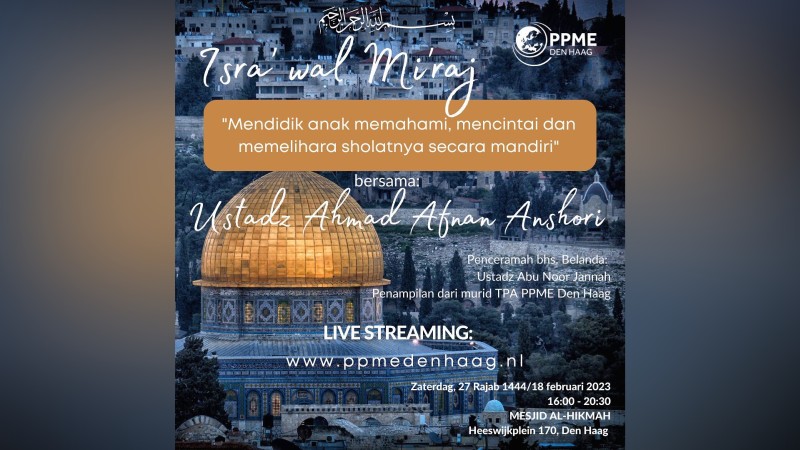 بسم الله الرحمن الرحيم
PPME
DEN HAAG
Isra' wal Mi'raj
"Mendidik anak memahami, mencintai dan
memelihara sholatnya secara mandiri"
bersama:
Ustadz Ahmad Afnan Anshori
Penceramah bhs. Belanda:
Ustadz Abu Noor Jannah
Penampilan dari murid TPA PPME Den Haag
LIVE STREAMING:
www.ppmedenhaag.nl
Zaterdag, 27 Rajab 1444/18 februari 2023
16:00 - 20:30
MESJID AL-HIKMAH
Heeswijkplein 170, Den Haag